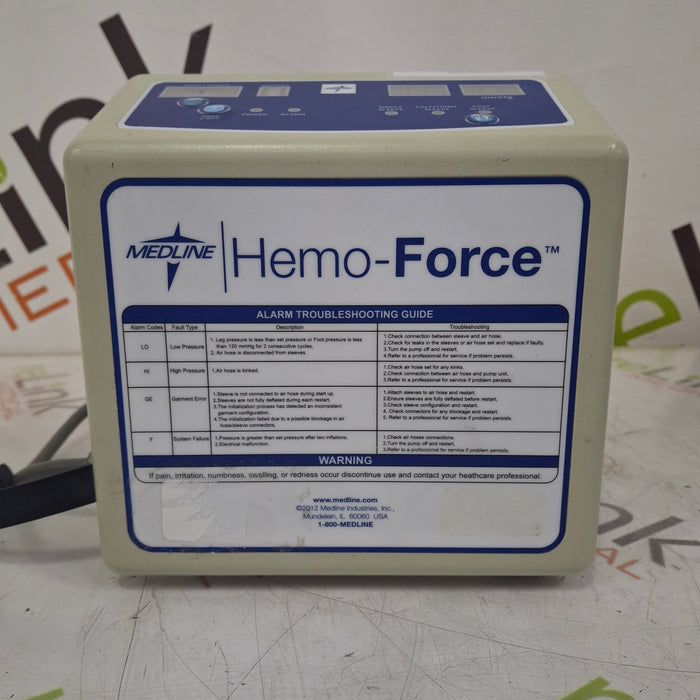 POWER ALARM
SINGLE SLEEVE
CALF/THIGH SLEEVE
FOOT
mmHg
MEDLINE
Hemo-Force™
ALARM TROUBLESHOOTING GUIDE
Alarm Codes Fault Type Description Troubleshooting
LO Low Pressure
1. Leg pressure is less than set pressure or Foot pressure is less
than 120 mmHg for 2 consecutive cycles.
2. Air hose is disconnected from sleeves.
1.Check connection between sleeve and air hose.
2.Check for leaks in the sleeves or air hose set and replace if faulty.
3.Turn the pump off and restart.
4.Refer to a professional for service if problem persists.
HI High Pressure
1.Air hose is kinked.
1.Check air hose set for any kinks.
2.Check connection between air hose and pump unit.
3.Refer to a professional for service if problem persists.
GE Garment Error
1.Sleeve is not connected to air hose during start up.
2.Sleeves are not fully deflated during each restart.
3.The initialization process has detected an inconsistent
garment configuration.
4.The initialization failed due to a possible blockage in air
hose/sleeve connectors.
1.Attach sleeves to air hose and restart.
2.Ensure sleeves are fully deflated before restart.
3.Check sleeve configuration and restart.
4. Check connectors for any blockage and restart.
5. Refer to a professional for service if problem persists.
F System Failure
1.Pressure is greater than set pressure after two inflations.
2.Electrical malfunction.
1.Check air hoses connections.
2.Turn the pump off and restart.
3.Refer to a professional for service if problem persists.
WARNING
If pain, irritation, numbness, swolling, or redness occur discontinue use and contact your heathcare professional.
www.medline.com
©2012 Medline Industries, Inc.,
Mundelein, IL 60060 USA
1-800-MEDLINE